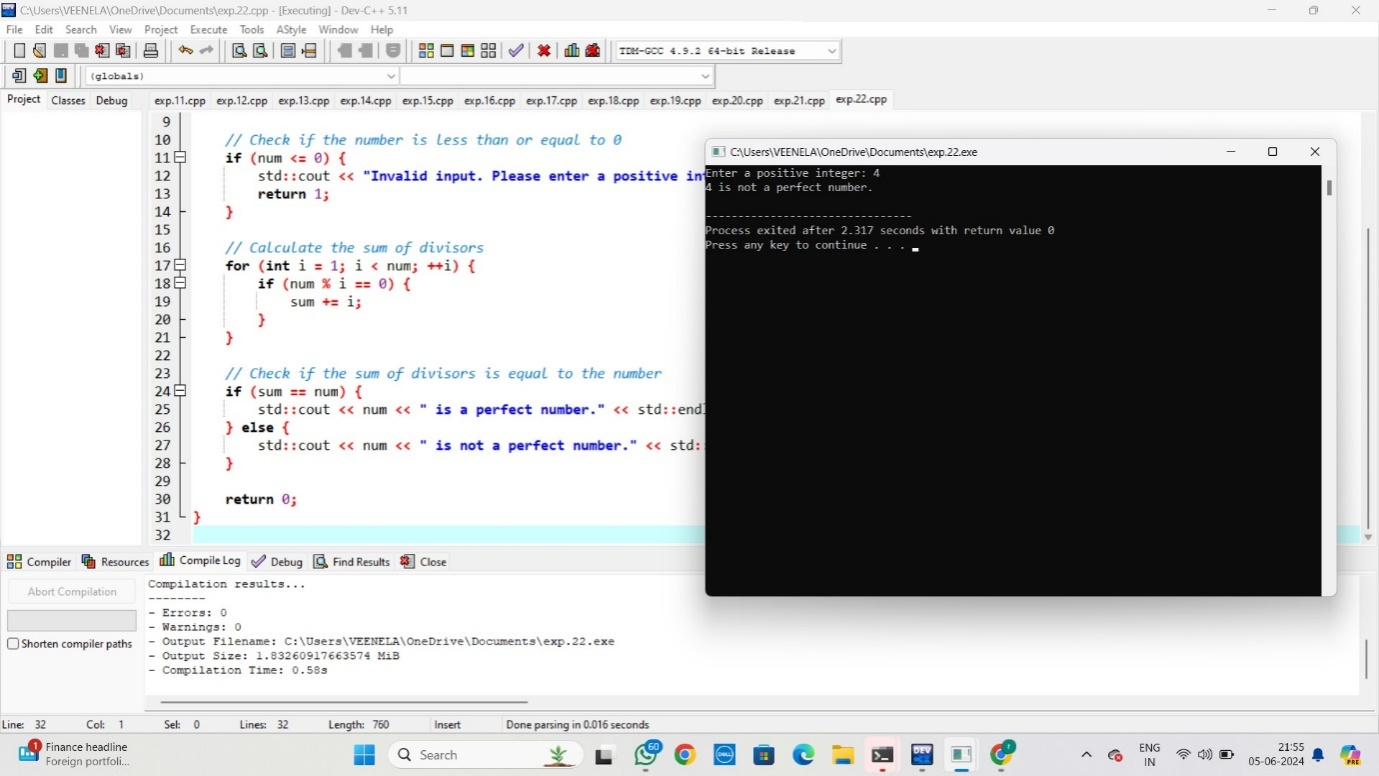 C:\Users\VEENELA\OneDrive\Documents\exp.22.cpp - [Executing] - Dev-C++ 5.11
File Edit Search View Project Execute Tools AStyle Window Help
TDM-GCC 4.9.2 64-bit Release
(globals)
Project Classes Debug exp.11.cpp exp.12.cpp exp.13.cpp exp.14.cpp exp.15.cpp exp.16.cpp exp.17.cpp exp.18.cpp exp.19.cpp exp.20.cpp exp.21.cpp exp.22.cpp
9
10 // Check if the number is less than or equal to 0
11 if (num <= 0) {
12 std::cout << "Invalid input. Please enter a positive in
13 return 1;
14 }
15
16 // Calculate the sum of divisors
17 for (int i = 1; i < num; ++i) {
18 if (num % i == 0) {
19 sum += i;
20 }
21 }
22
23 // Check if the sum of divisors is equal to the number
24 if (sum == num) {
25 std::cout << num << " is a perfect number." << std::endl
26 } else {
27 std::cout << num << " is not a perfect number." << std:
28 }
29
30 return 0;
31 }
32
C:\Users\VEENELA\OneDrive\Documents\exp.22.exe
Enter a positive integer: 4
4 is not a perfect number.
--------------------------------
Process exited after 2.317 seconds with return value 0
Press any key to continue . . .
Compiler Resources Compile Log Debug Find Results Close
Abort Compilation
Shorten compiler paths
Compilation results...
--------
- Errors: 0
- Warnings: 0
- Output Filename: C:\Users\VEENELA\OneDrive\Documents\exp.22.exe
- Output Size: 1.83260917663574 MiB
- Compilation Time: 0.58s
Line: 32 Col: 1 Sel: 0 Lines: 32 Length: 760 Insert Done parsing in 0.016 seconds
1
Finance headline
Foreign portfoli...
Search
60
DELL
DEV
ENG
IN
21:55
05-06-2024
PRE